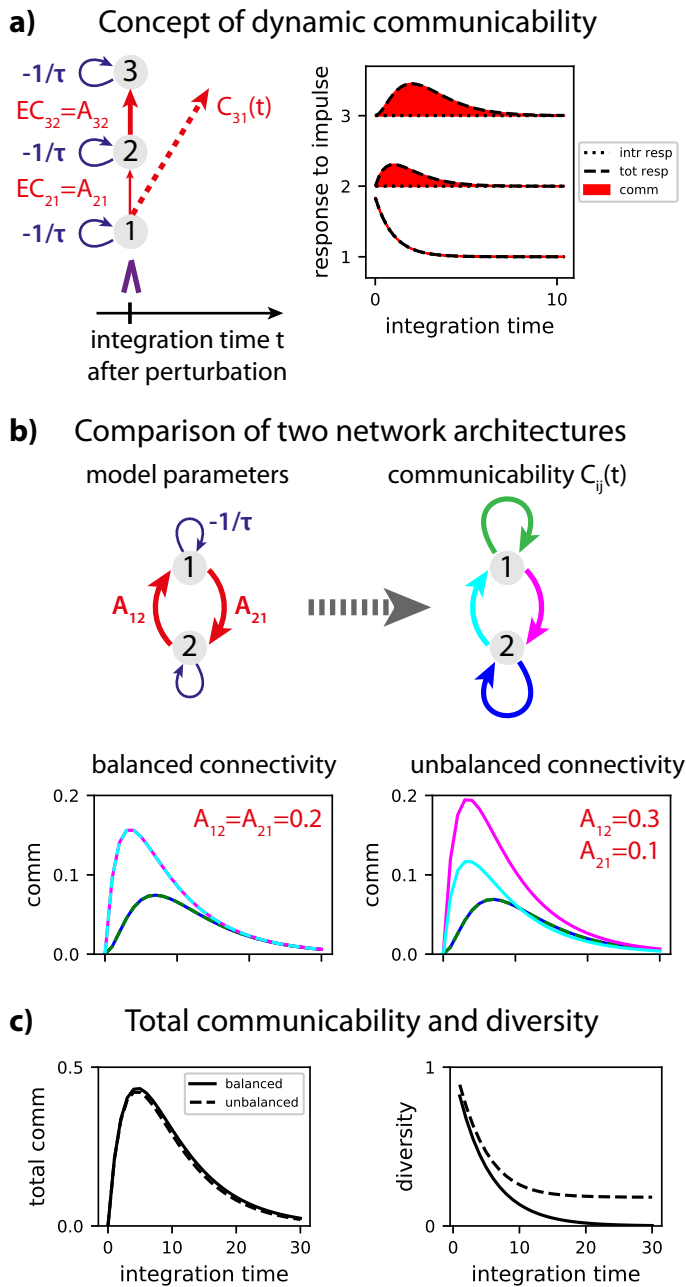 a) Concept of dynamic communicability
-1/τ
3
EC32=A32
-1/τ
2
EC21=A21
-1/τ
1
C31(t)
integration time t
after perturbation
response to impulse
3
2
1
intr resp
tot resp
comm
0
10
integration time
b) Comparison of two network architectures
model parameters
communicability Cij(t)
-1/τ
1
A12
A21
2
1
2
balanced connectivity
unbalanced connectivity
comm
0.2
0.1
0.0
A12=A21=0.2
comm
0.2
0.1
0.0
A12=0.3
A21=0.1
c) Total communicability and diversity
total comm
0.5
0.0
balanced
unbalanced
0
10
20
30
integration time
diversity
1
0
0
10
20
30
integration time